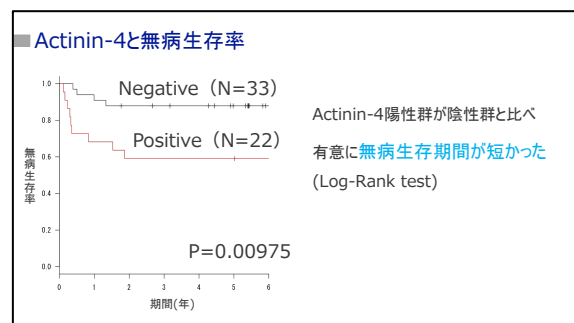 Actinin-4と無病生存率
Negative（N=33）
Positive（N=22）
P=0.00975
無病生存率
1.0
0.8
0.6
0.4
0.2
0.0
0 1 2 3 4 5 6
期間(年)
Actinin-4陽性群が陰性群と比べ
有意に無病生存期間が短かった
(Log-Rank test)